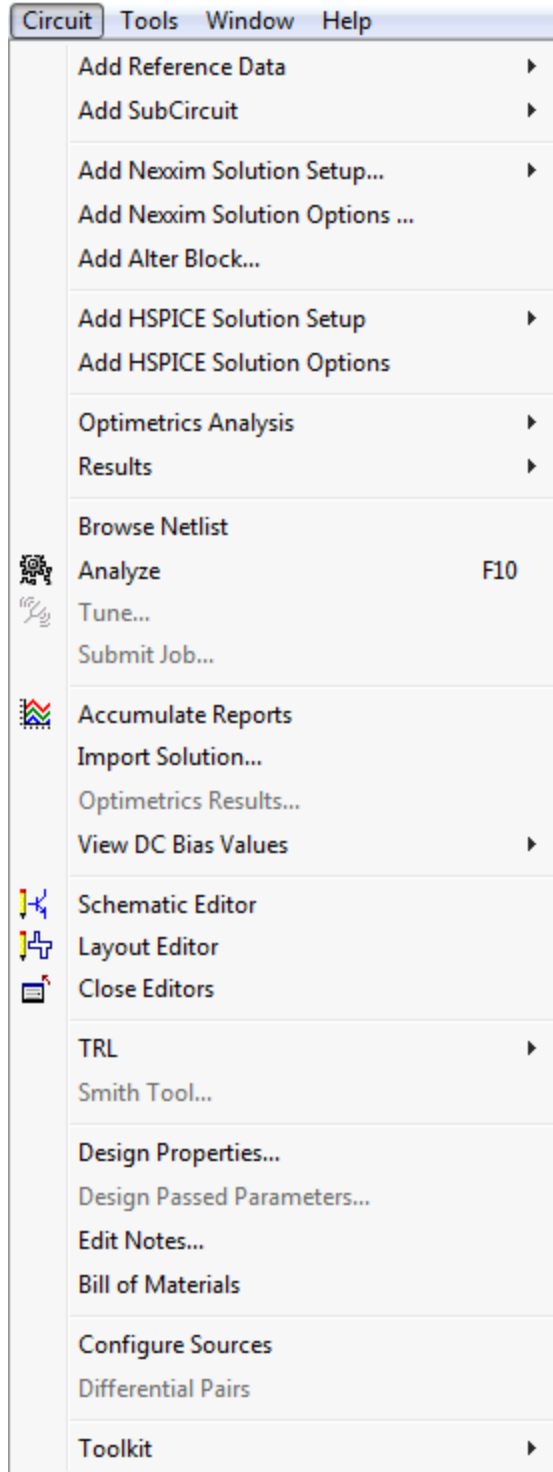 Circuit Tools Window Help
Add Reference Data
Add SubCircuit
Add Nexxim Solution Setup...
Add Nexxim Solution Options ...
Add Alter Block...
Add HSPICE Solution Setup
Add HSPICE Solution Options
Optimetrics Analysis
Results
Browse Netlist
Analyze F10
Tune...
Submit Job...
Accumulate Reports
Import Solution...
Optimetrics Results...
View DC Bias Values
Schematic Editor
Layout Editor
Close Editors
TRL
Smith Tool...
Design Properties...
Design Passed Parameters...
Edit Notes...
Bill of Materials
Configure Sources
Differential Pairs
Toolkit